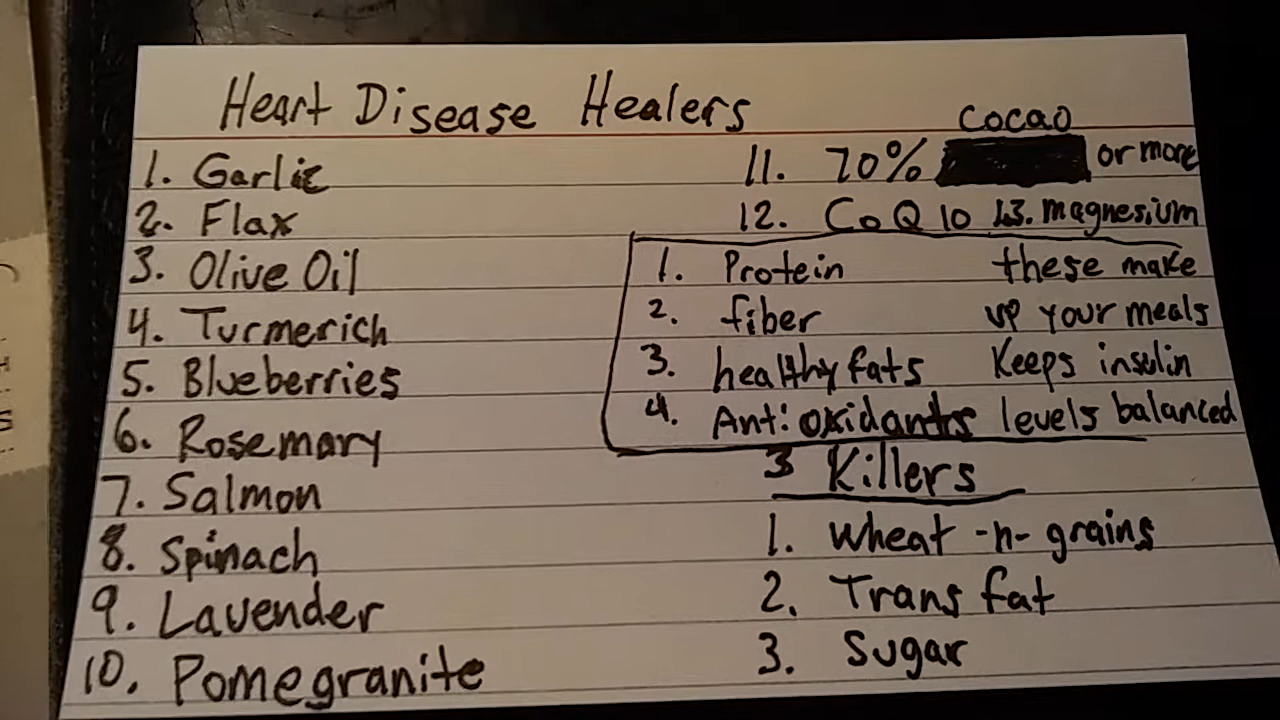 Heart Disease Healers
1. Garlic
2. Flax
3. Olive Oil
4. Turmerich
5. Blueberries
6. Rosemary
7. Salmon
8. Spinach
9. Lavender
10. Pomegranite
cocao
11. 70% or more
12. CoQ10 13. magnesium
1. Protein these make
2. fiber up your meals
3. healthy fats Keeps insulin
4. Anti oxidants levels balanced
3 Killers
1. Wheat -n- grains
2. Trans fat
3. Sugar